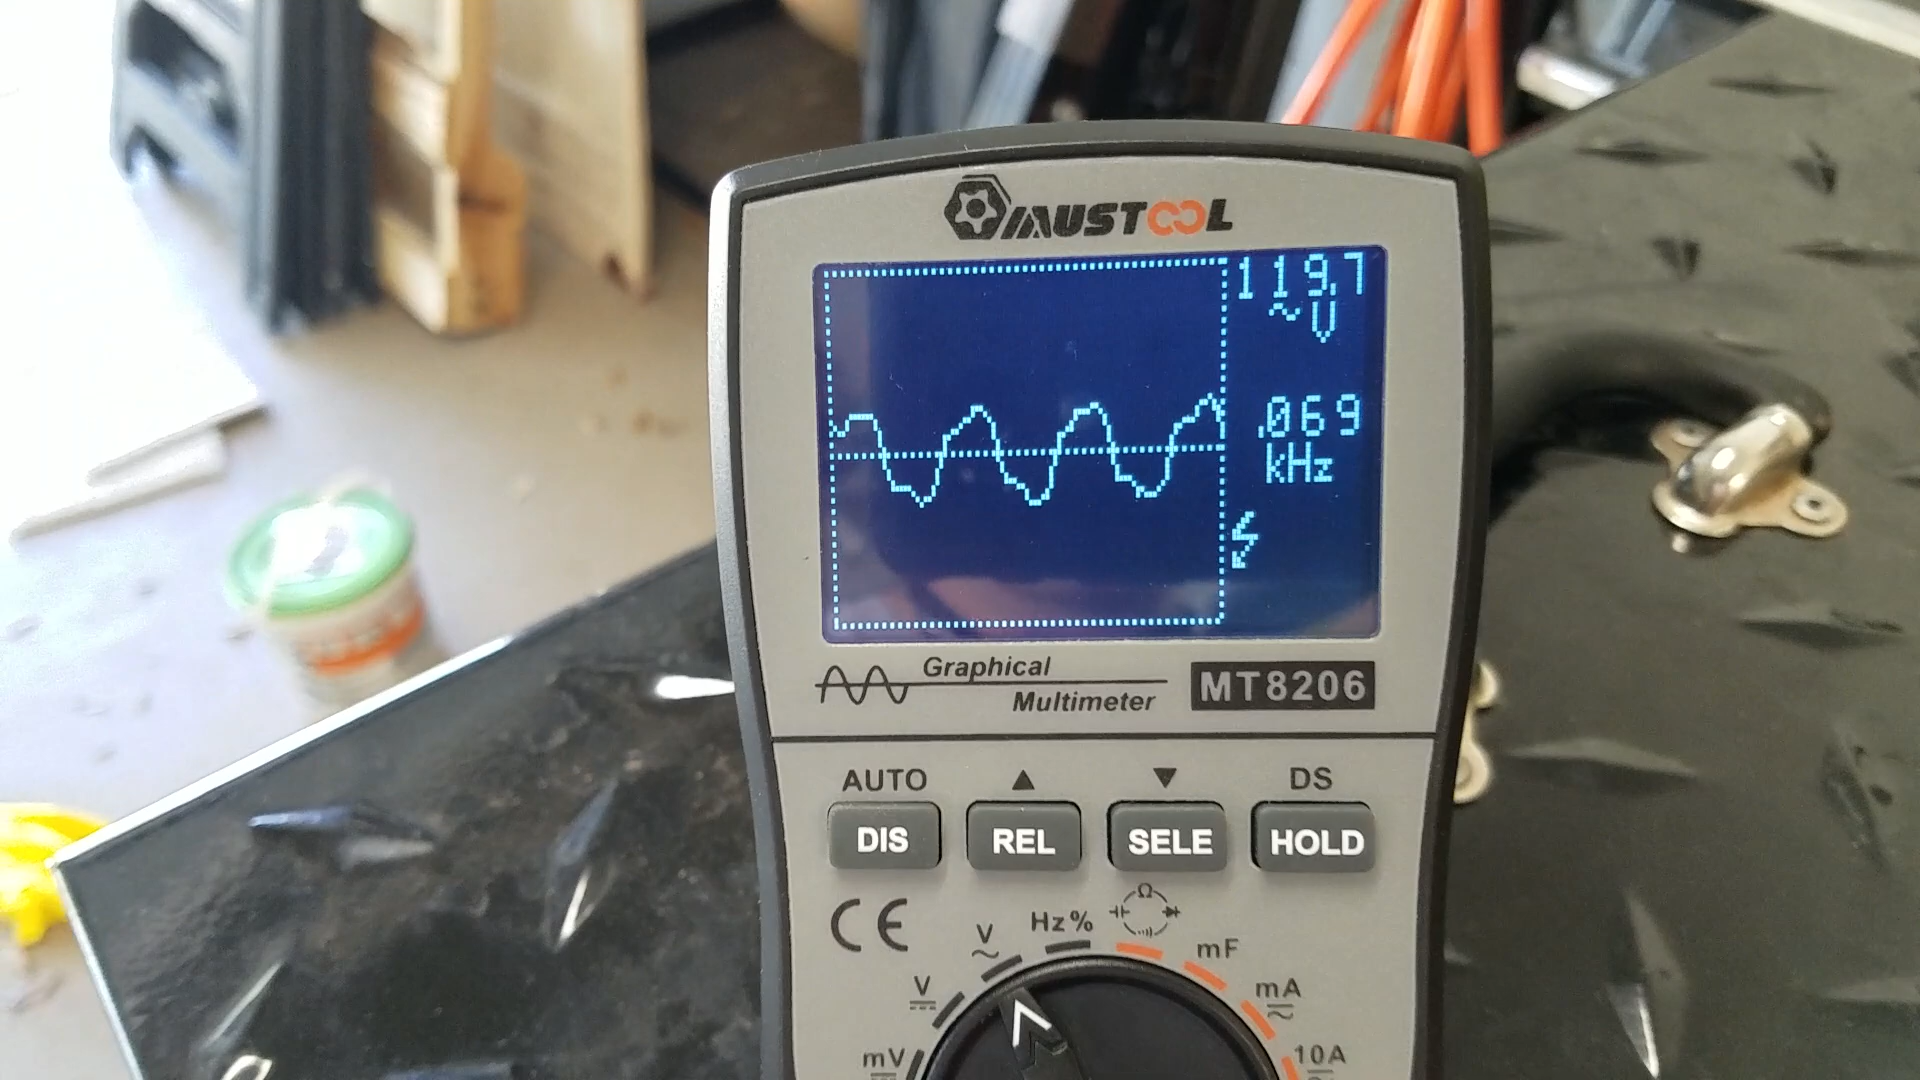 MUSTOOL
119.7
~V
.069
kHz
Graphical
Multimeter
MT8206
AUTO ▲ ▼ DS
DIS REL SELE HOLD
CE
Hz%
Ω
V
~
mF
V
mA
mV
10A